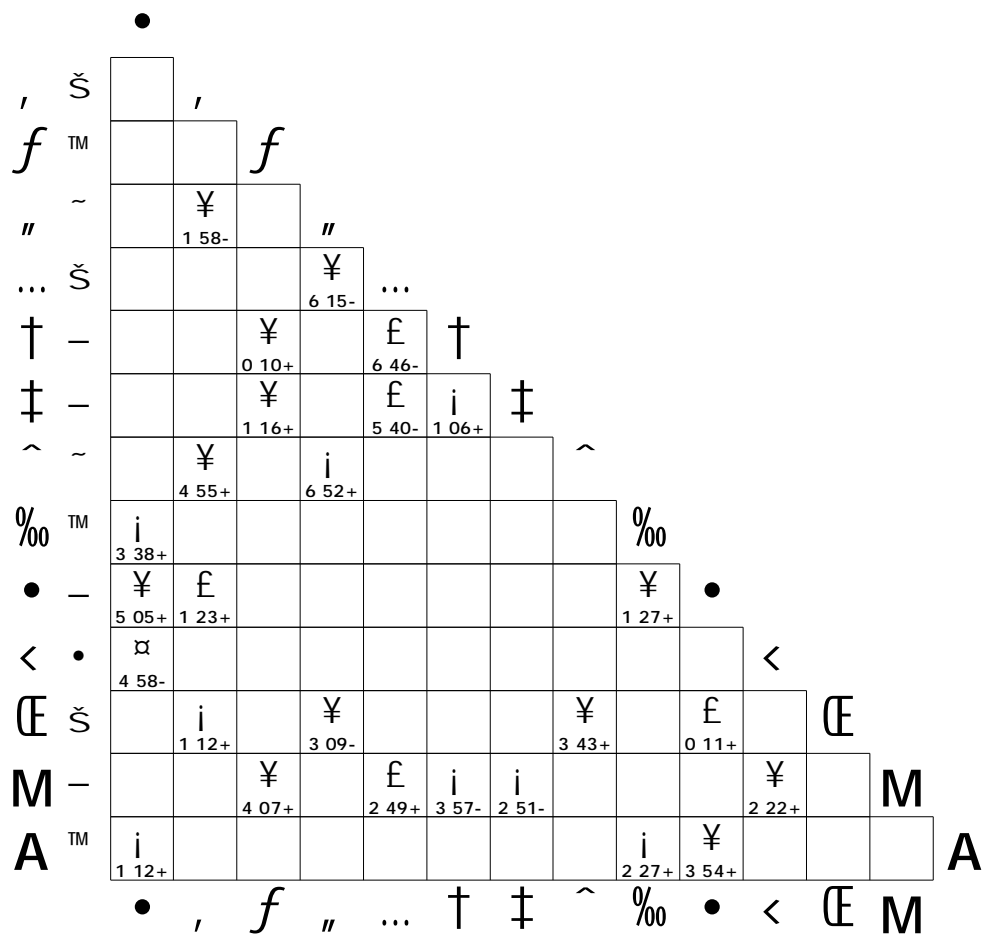 •
‚ Š ‚
ƒ ™ ƒ
„ ˜ ¥ „
1 58-
… Š ¥ …
6 15-
† – ¥ £ †
0 10+ 6 46-
‡ – ¥ £ ¡ ‡
1 16+ 5 40- 1 06+
ˆ ˜ ¥ ¡ ˆ
4 55+ 6 52+
‰ ™ ¡ ‰
3 38+
• – ¥ £ ¥ •
5 05+ 1 23+ 1 27+
‹ • ¤ ‹
4 58-
Œ Š ¡ ¥ ¥ £ Œ
1 12+ 3 09- 3 43+ 0 11+
M – ¥ £ ¡ ¡ ¥ M
4 07+ 2 49+ 3 57- 2 51- 2 22+
A ™ ¡ ¡ ¥ A
1 12+ 2 27+ 3 54+
• ‚ ƒ „ … † ‡ ˆ ‰ • ‹ Œ M